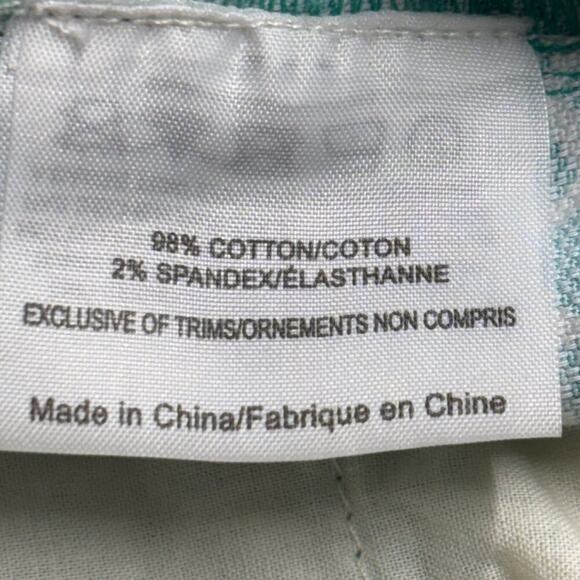 98% COTTON/COTON
2% SPANDEX/ÉLASTHANNE
EXCLUSIVE OF TRIMS/ORNEMENTS NON COMPRIS
Made in China/Fabrique en Chine